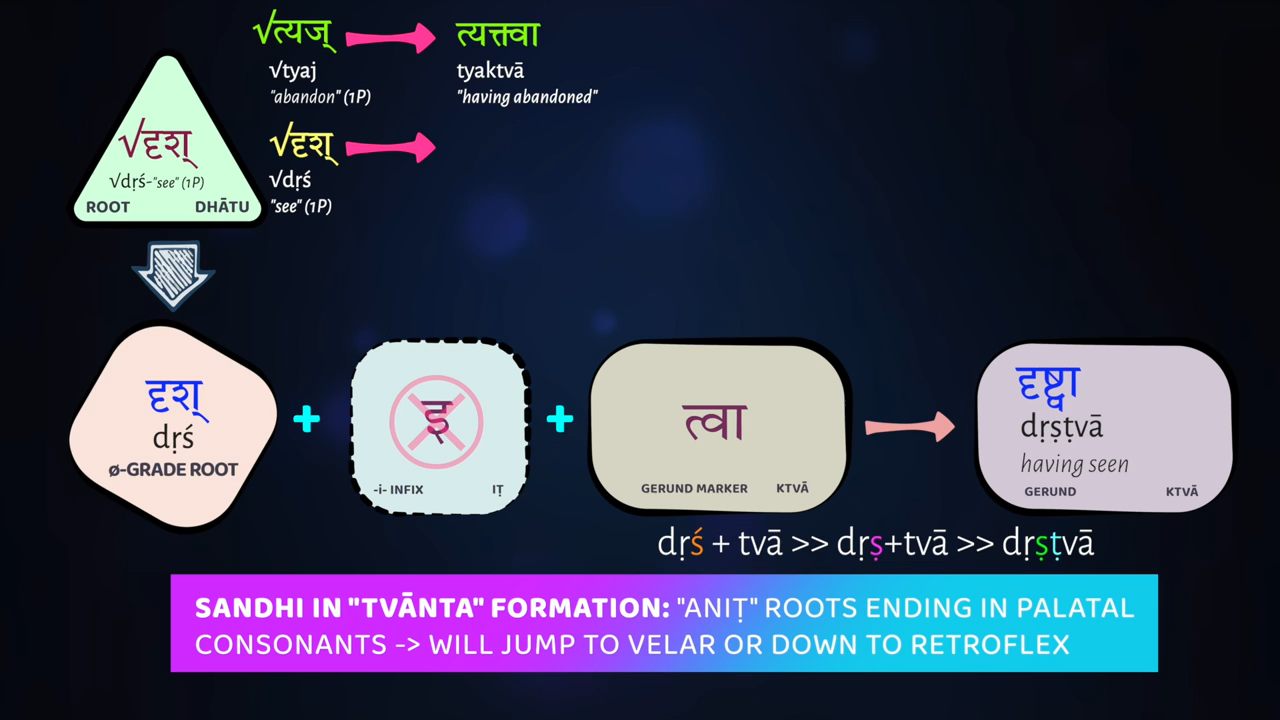 √त्यज् त्यक्त्वा
√tyaj tyaktvā
"abandon" (1P) "having abandoned"
√दृश्
√dṛś
"see" (1P)
√दृश्
√dṛś-"see" (1P)
ROOT DHĀTU
दृश्
dṛś
ø-GRADE ROOT
+
इ
-i- INFIX IṬ
+
त्वा
GERUND MARKER KTVĀ
दृष्ट्वा
dṛṣṭvā
having seen
GERUND KTVĀ
dṛś + tvā >> dṛṣ+tvā >> dṛṣṭvā
SANDHI IN "TVĀNTA" FORMATION: "ANIṬ" ROOTS ENDING IN PALATAL
CONSONANTS -> WILL JUMP TO VELAR OR DOWN TO RETROFLEX